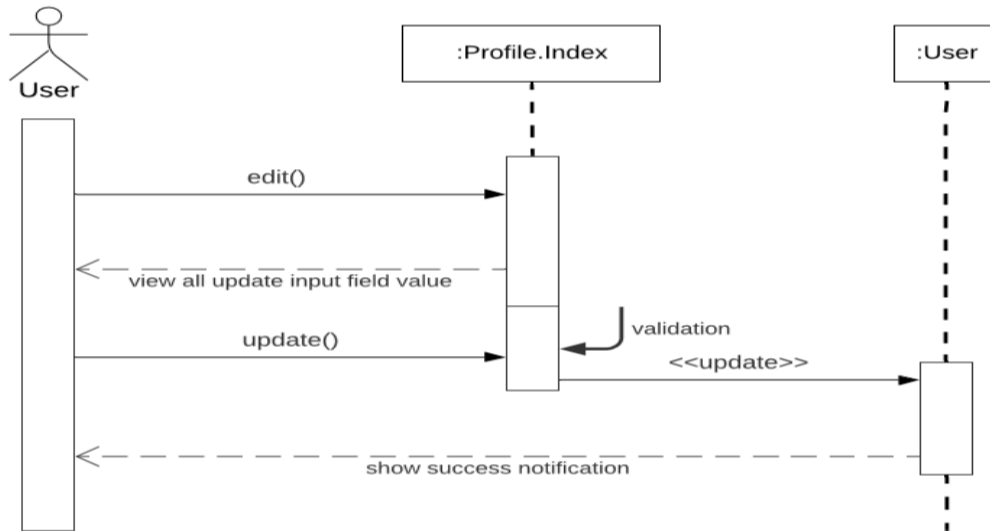 :Profile.Index
:User
User
edit()
view all update input field value
validation
update()
<<update>>
show success notification